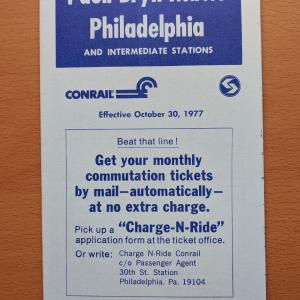 Philadelphia
AND INTERMEDIATE STATIONS
CONRAIL
S
Effective October 30, 1977
Beat that line!
Get your monthly
commutation tickets
by mail—automatically—
at no extra charge.
Pick up a "Charge-N-Ride"
application form at the ticket office.
Or write: Charge N-Ride Conrail
c/o Passenger Agent
30th St. Station
Philadelphia, Pa. 19104